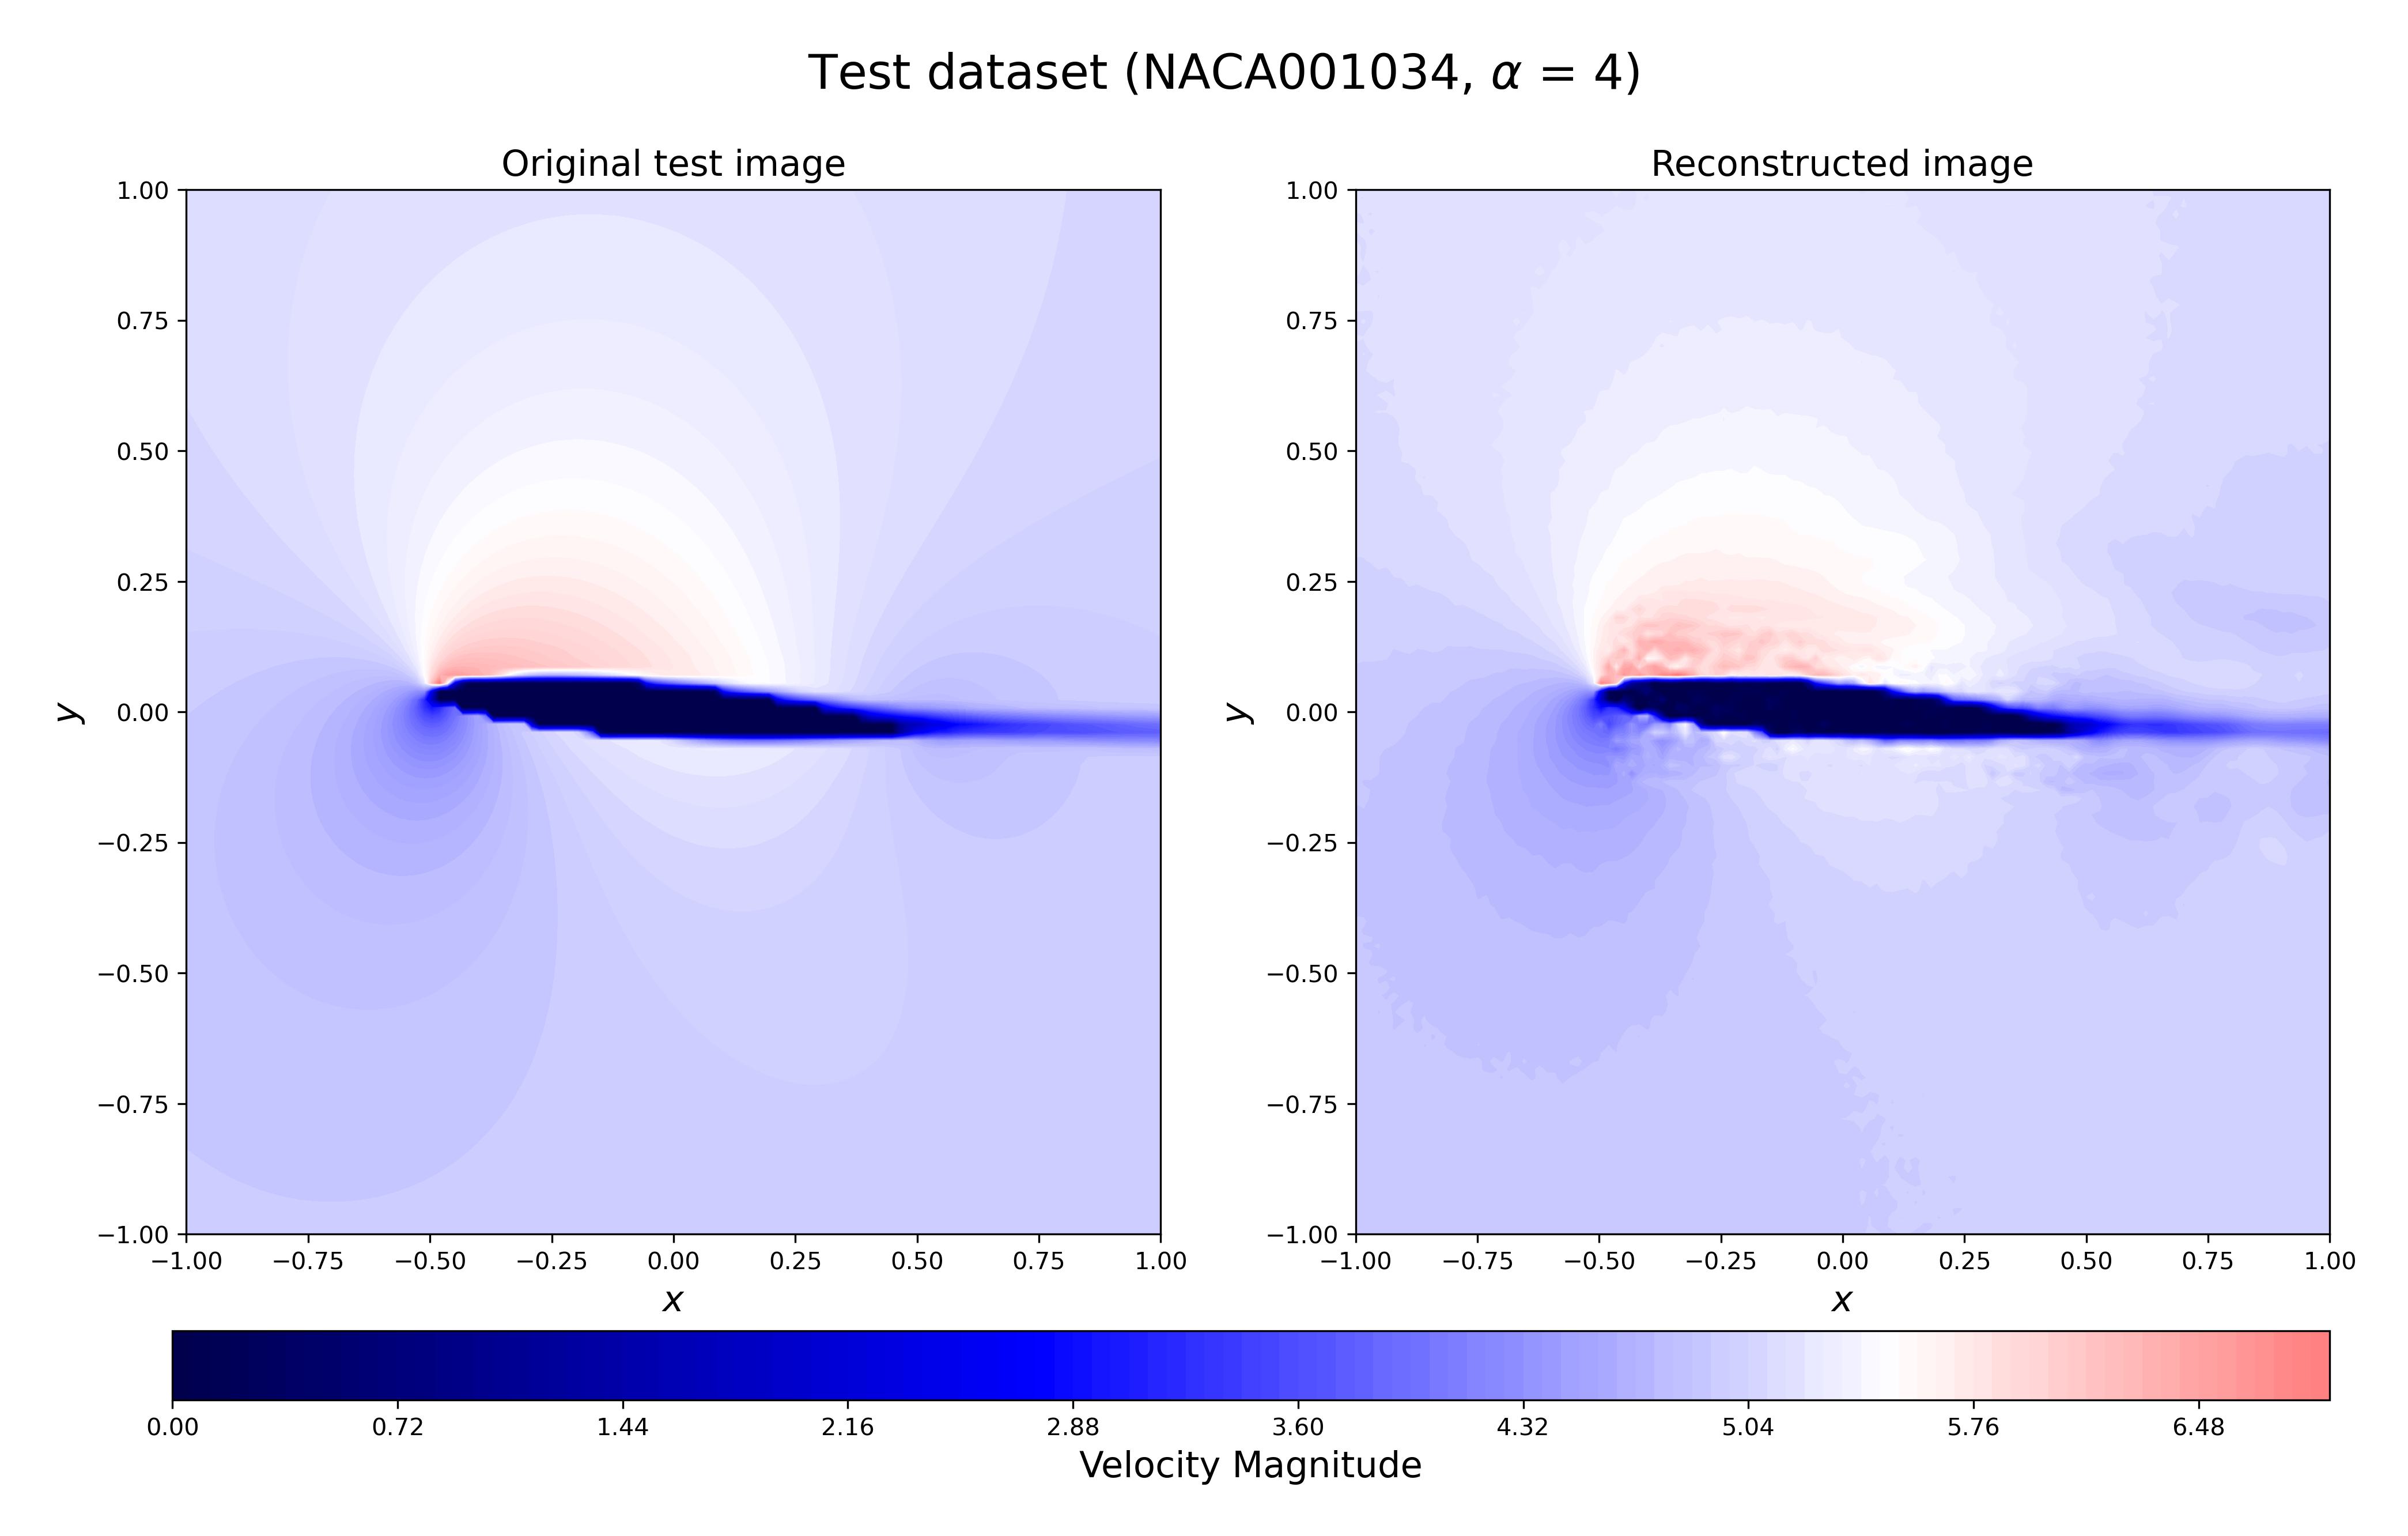 Test dataset (NACA001034, α = 4)
Original test image
1.00
0.75
0.50
0.25
0.00
−0.25
−0.50
−0.75
−1.00
y
−1.00 −0.75 −0.50 −0.25 0.00 0.25 0.50 0.75 1.00
x
Reconstructed image
1.00
0.75
0.50
0.25
0.00
−0.25
−0.50
−0.75
−1.00
y
−1.00 −0.75 −0.50 −0.25 0.00 0.25 0.50 0.75 1.00
x
0.00 0.72 1.44 2.16 2.88 3.60 4.32 5.04 5.76 6.48
Velocity Magnitude